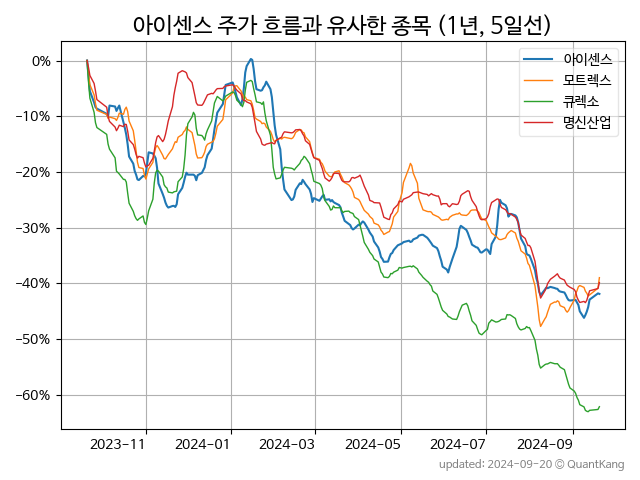 아이센스 주가 흐름과 유사한 종목 (1년, 5일선)
아이센스
모트렉스
큐렉소
명신산업
0%
−10%
−20%
−30%
−40%
−50%
−60%
2023−11
2024−01
2024−03
2024−05
2024−07
2024−09
updated: 2024-09-20 © QuantKang